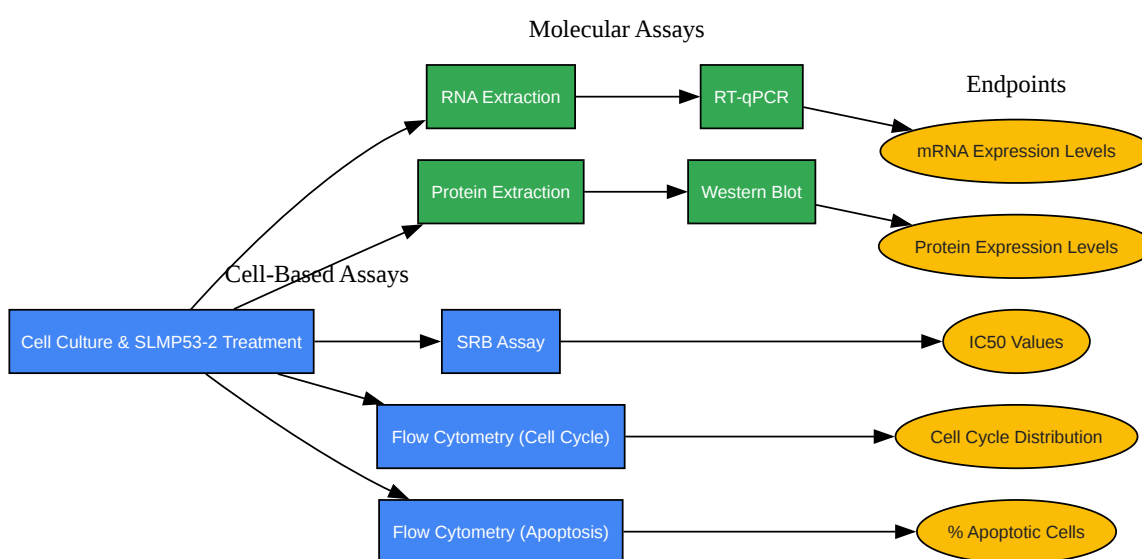 Molecular Assays
Endpoints
RNA Extraction
RT-qPCR
mRNA Expression Levels
Protein Extraction
Western Blot
Protein Expression Levels
Cell-Based Assays
Cell Culture & SLMP53-2 Treatment
SRB Assay
IC50 Values
Flow Cytometry (Cell Cycle)
Cell Cycle Distribution
Flow Cytometry (Apoptosis)
% Apoptotic Cells